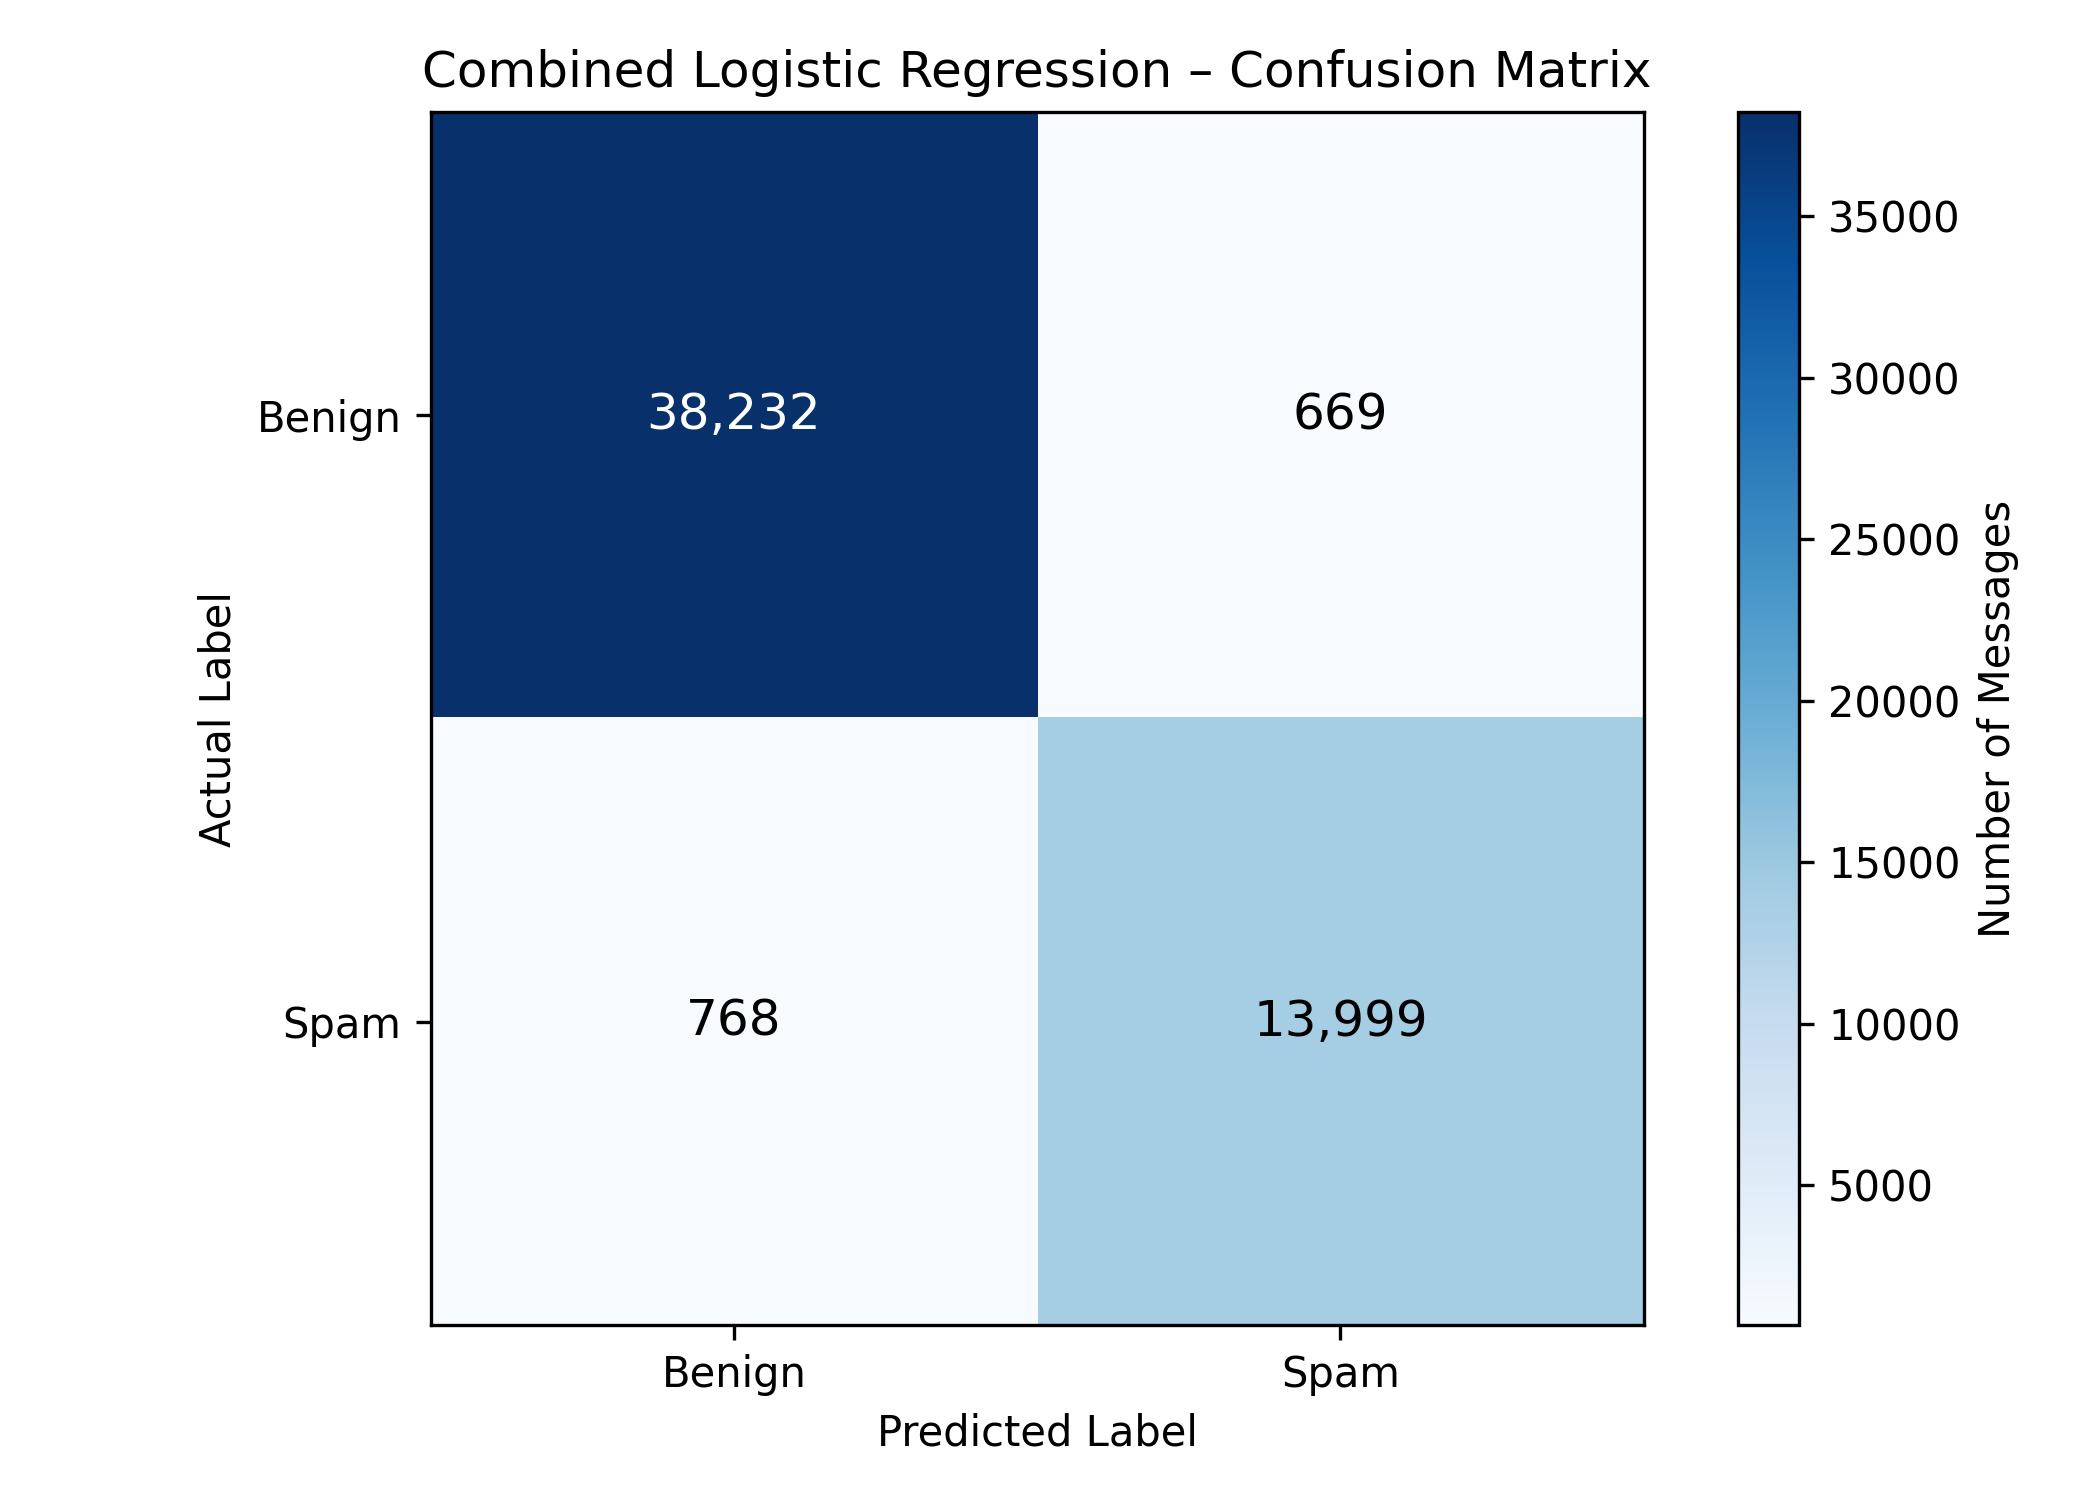 Combined Logistic Regression – Confusion Matrix
Actual Label
Benign
38,232
669
Spam
768
13,999
Benign
Spam
Predicted Label
35000
30000
25000
20000
15000
10000
5000
Number of Messages